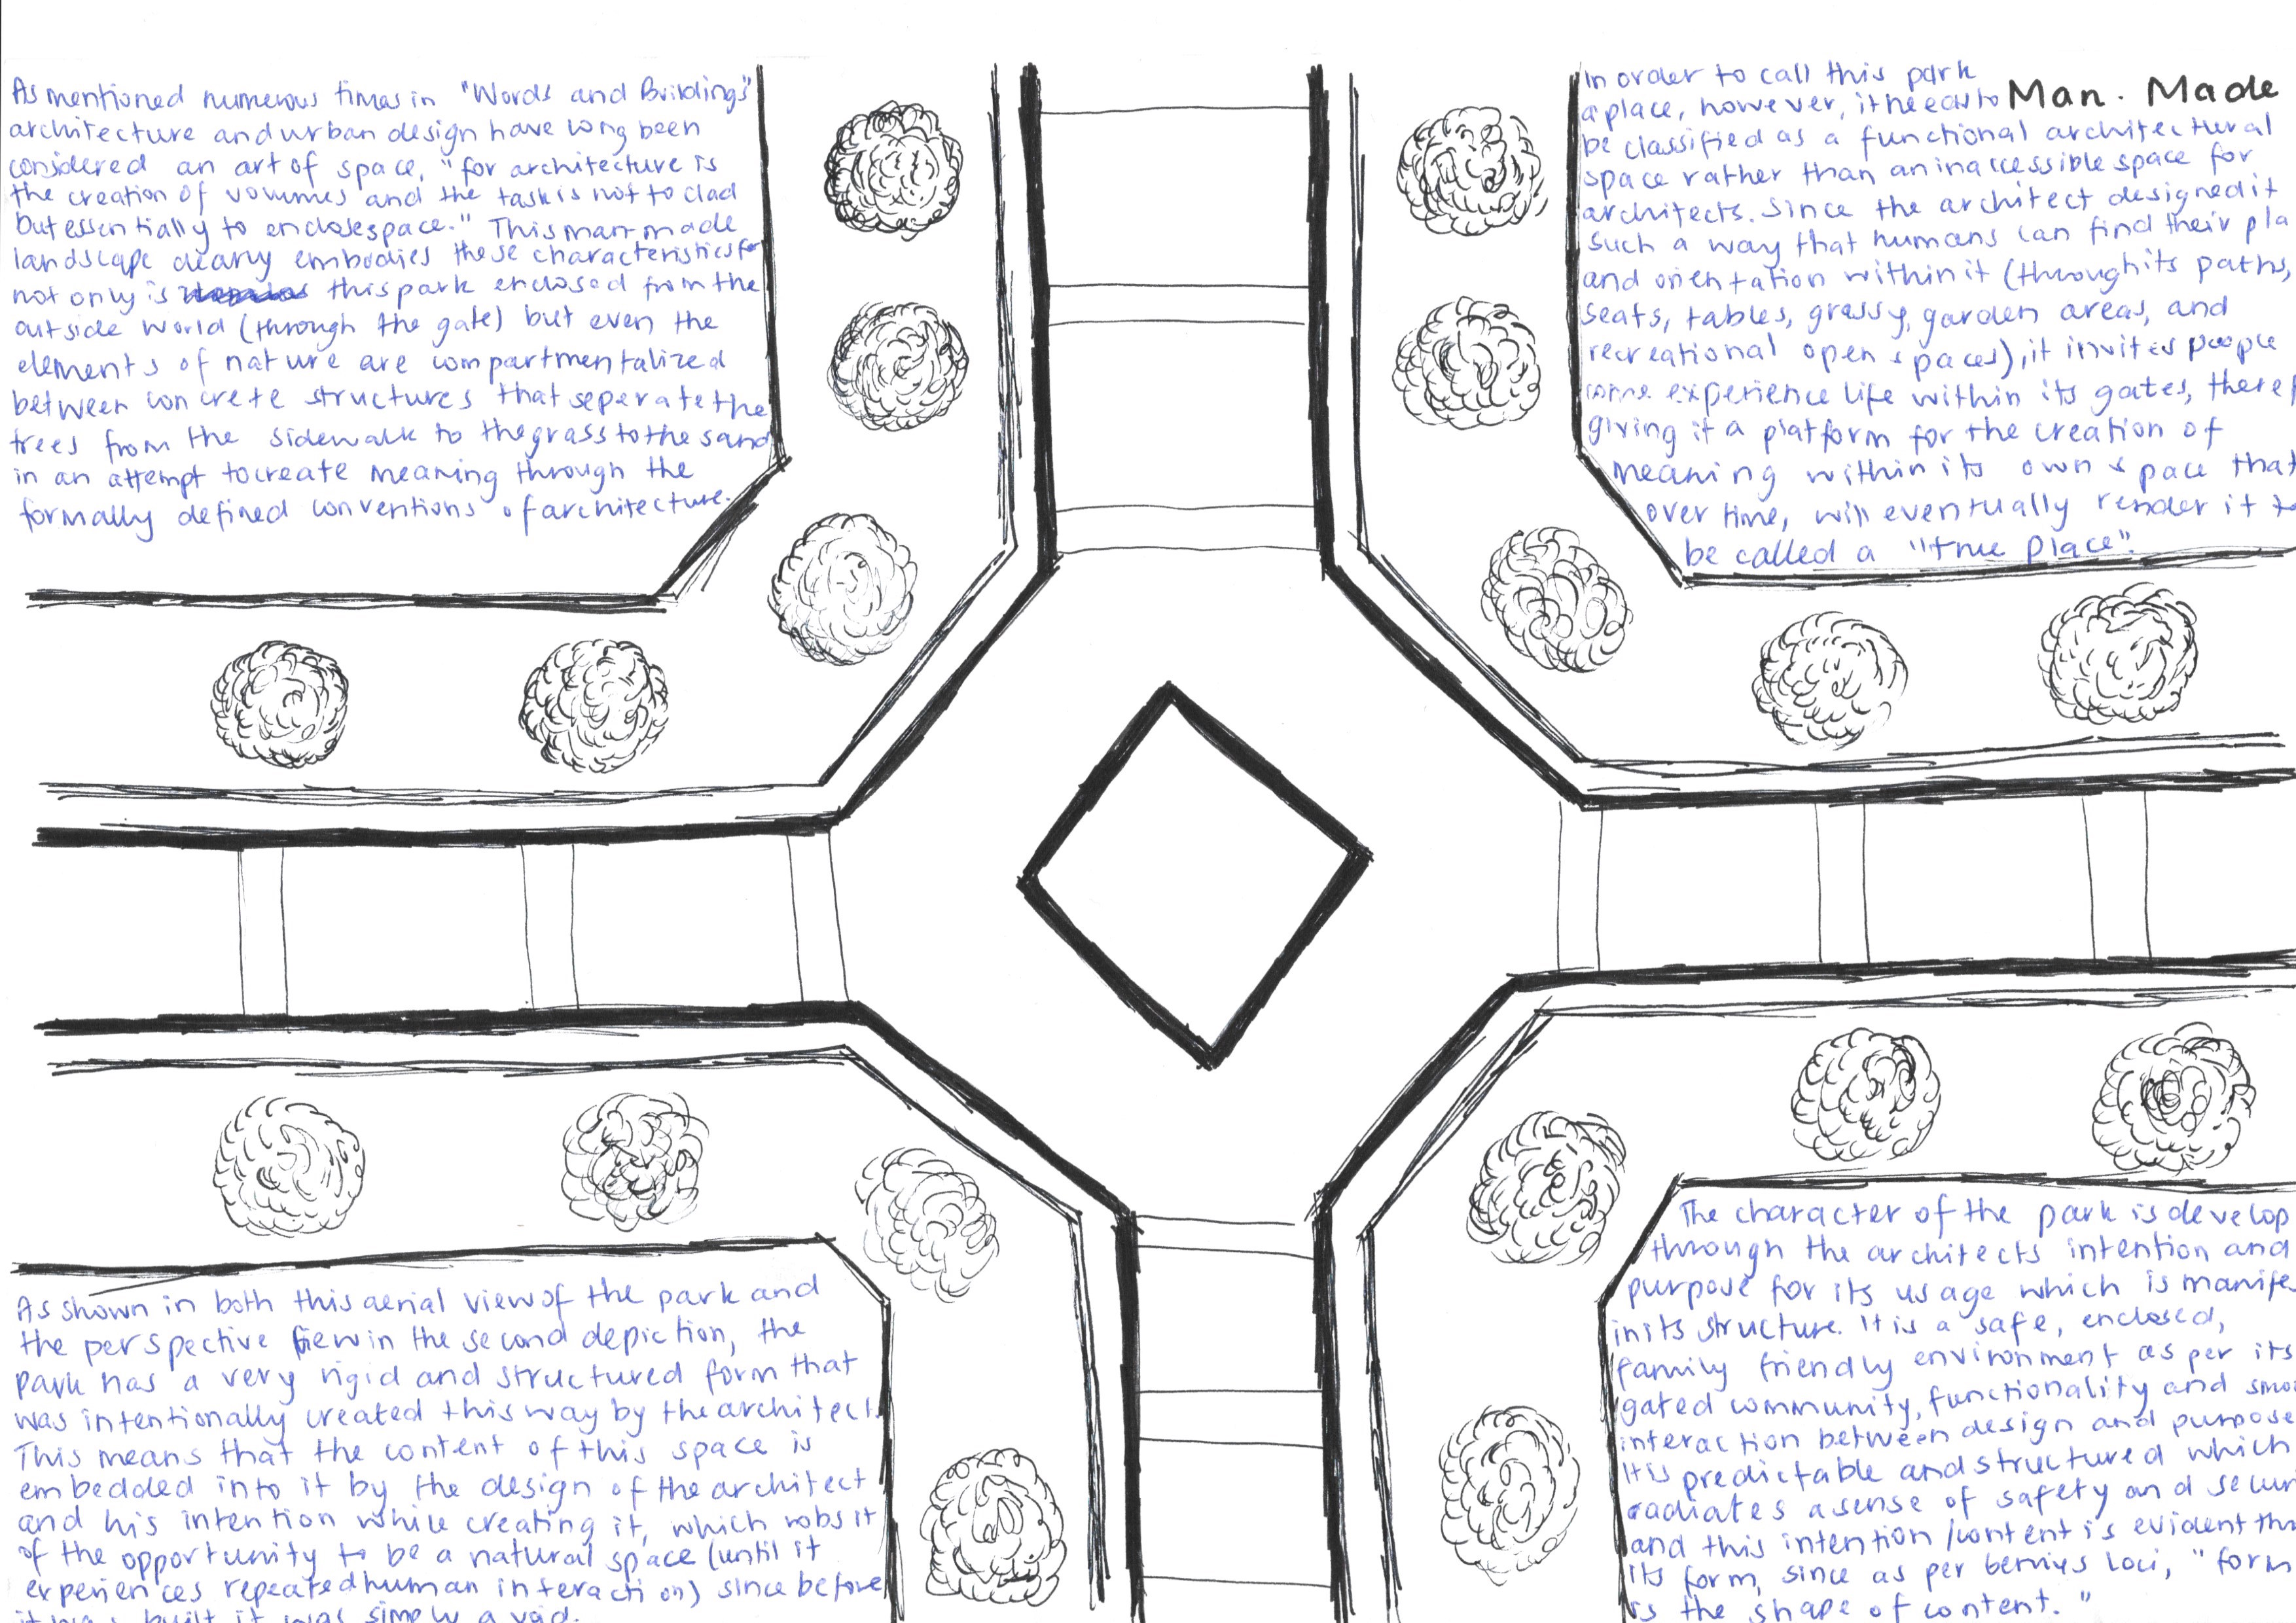 As mentioned numerous times in "Words and Buildings"
architecture and urban design have long been
considered an art of space, "for architecture is
the creation of volumes and the task is not to clad
but essentially to enclose space." This man made
landscape clearly embodies these characteristics for
not only is this park enclosed from the
outside world (through the gate) but even the
elements of nature are compartmentalized
between concrete structures that seperate the
trees from the sidewalk to the grass to the sand
in an attempt to create meaning through the
formally defined conventions of architecture.
Man. Made
In order to call this park
a place, however, it needs to
be classified as a functional architectural
space rather than an inaccessible space for
architects. Since the architect designed it
such a way that humans can find their pla
and orientation within it (through its paths,
seats, tables, grassy, garden areas, and
recreational open spaces), it invites people
experience life within its gates, there
giving it a platform for the creation of
meaning within its own space that
over time, will eventually render it to
be called a "true place".
As shown in both this aerial view of the park and
the perspective view in the second depiction, the
park has a very rigid and structured form that
was intentionally created this way by the architect.
This means that the content of this space is
embedded into it by the design of the architect
and his intention while creating it, which robs it
of the opportunity to be a natural space (until it
experiences repeated human interaction) since before
it was built it was simply a void.
The character of the park is develop
through the architects intention and
purpose for its usage which is manife
in its structure. It is a safe, enclosed,
family friendly environment as per its
gated community, functionality and smo
interaction between design and purpose
It is predictable and structured which
radiates a sense of safety and secur
and this intention/content is evident thr
its form, since as per Loci, "form
is the shape of content."